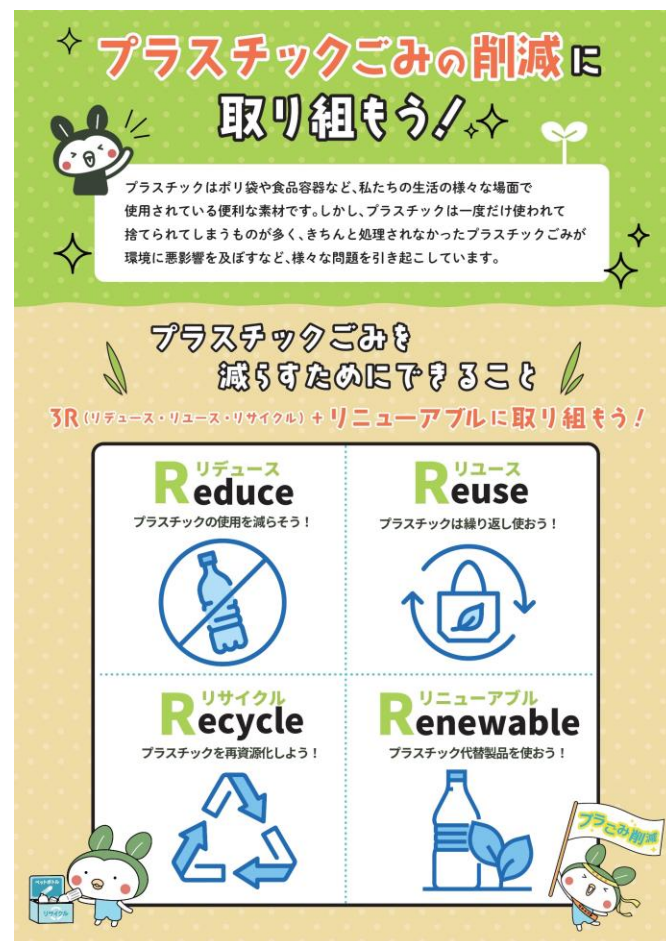 プラスチックごみの削減に
取り組もう!
プラスチックはポリ袋や食品容器など、私たちの生活の様々な場面で
使用されている便利な素材です。しかし、プラスチックは一度だけ使われて
捨てられてしまうものが多く、きちんと処理されなかったプラスチックごみが
環境に悪影響を及ぼすなど、様々な問題を引き起こしています。
プラスチックごみを
減らすためにできること
3R(リデュース・リユース・リサイクル)+リニューアブルに取り組もう!
リデュース
Reduce
プラスチックの使用を減らそう!
リユース
Reuse
プラスチックは繰り返し使おう!
リサイクル
Recycle
プラスチックを再資源化しよう!
リニューアブル
Renewable
プラスチック代替製品を使おう!
ペットボトル
リサイクル
プラごみ削減